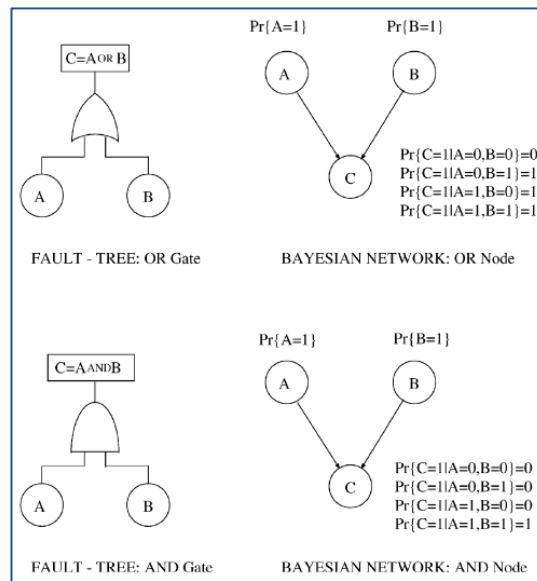 Pr{A=1} Pr{B=1}
C=A OR B
A B
Pr{C=1|A=0,B=0}=0
Pr{C=1|A=0,B=1}=1
C
Pr{C=1|A=1,B=0}=1
A B
Pr{C=1|A=1,B=1}=1
FAULT - TREE: OR Gate BAYESIAN NETWORK: OR Node
Pr{A=1} Pr{B=1}
C=A AND B
A B
Pr{C=1|A=0,B=0}=0
C
Pr{C=1|A=0,B=1}=0
A B
Pr{C=1|A=1,B=0}=0
Pr{C=1|A=1,B=1}=1
FAULT - TREE: AND Gate BAYESIAN NETWORK: AND Node